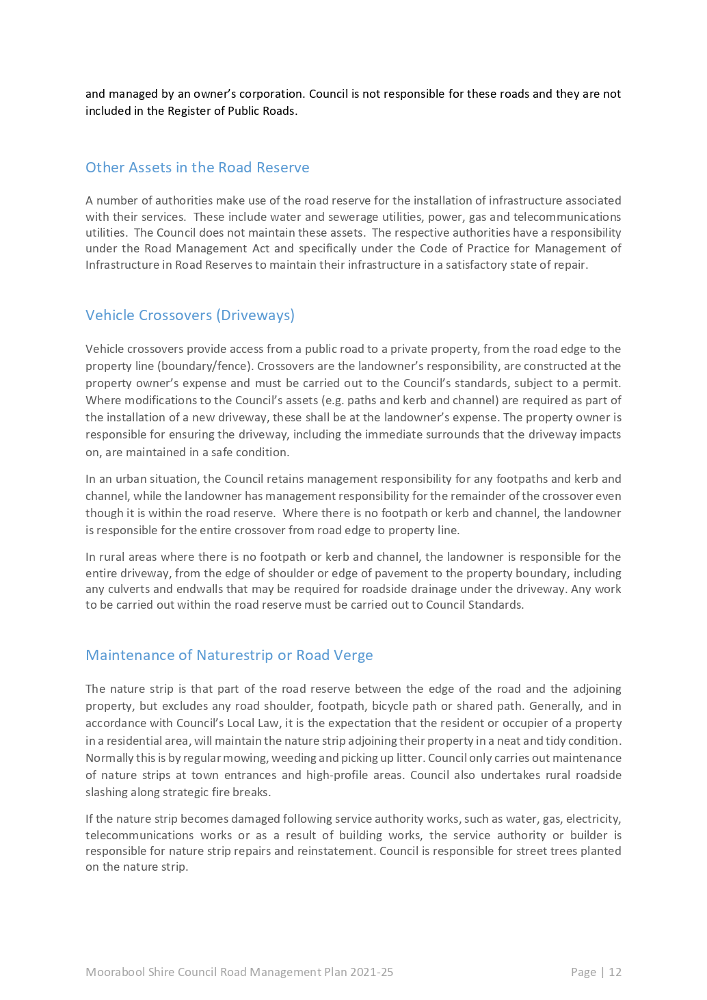 and managed by an owner’s corporation. Council is not responsible for these roads and they are not
included in the Register of Public Roads.
Other Assets in the Road Reserve
A number of authorities make use of the road reserve for the installation of infrastructure associated
with their services.  These include water and sewerage utilities, power, gas and telecommunications
utilities.  The Council does not maintain these assets.  The respective authorities have a responsibility
under the Road Management Act and specifically under the Code of Practice for Management of
Infrastructure in Road Reserves to maintain their infrastructure in a satisfactory state of repair.
Vehicle Crossovers (Driveways)
Vehicle crossovers provide access from a public road to a private property, from the road edge to the
property line (boundary/fence). Crossovers are the landowner’s responsibility, are constructed at the
property owner’s expense and must be carried out to the Council’s standards, subject to a permit.
Where modifications to the Council’s assets (e.g. paths and kerb and channel) are required as part of
the installation of a new driveway, these shall be at the landowner’s expense. The property owner is
responsible for ensuring the driveway, including the immediate surrounds that the driveway impacts
on, are maintained in a safe condition.
In an urban situation, the Council retains management responsibility for any footpaths and kerb and
channel, while the landowner has management responsibility for the remainder of the crossover even
though it is within the road reserve.  Where there is no footpath or kerb and channel, the landowner
is responsible for the entire crossover from road edge to property line.
In rural areas where there is no footpath or kerb and channel, the landowner is responsible for the
entire driveway, from the edge of shoulder or edge of pavement to the property boundary, including
any culverts and endwalls that may be required for roadside drainage under the driveway. Any work
to be carried out within the road reserve must be carried out to Council Standards.
Maintenance of Naturestrip or Road Verge
The nature strip is that part of the road reserve between the edge of the road and the adjoining
property, but excludes any road shoulder, footpath, bicycle path or shared path. Generally, and in
accordance with Council’s Local Law, it is the expectation that the resident or occupier of a property
in a residential area, will maintain the nature strip adjoining their property in a neat and tidy condition.
Normally this is by regular mowing, weeding and picking up litter. Council only carries out maintenance
of nature strips at town entrances and high-profile areas. Council also undertakes rural roadside
slashing along strategic fire breaks.
If the nature strip becomes damaged following service authority works, such as water, gas, electricity,
telecommunications works or as a result of building works, the service authority or builder is
responsible for nature strip repairs and reinstatement. Council is responsible for street trees planted
on the nature strip.
Moorabool Shire Council Road Management Plan 2021-25 Page | 12